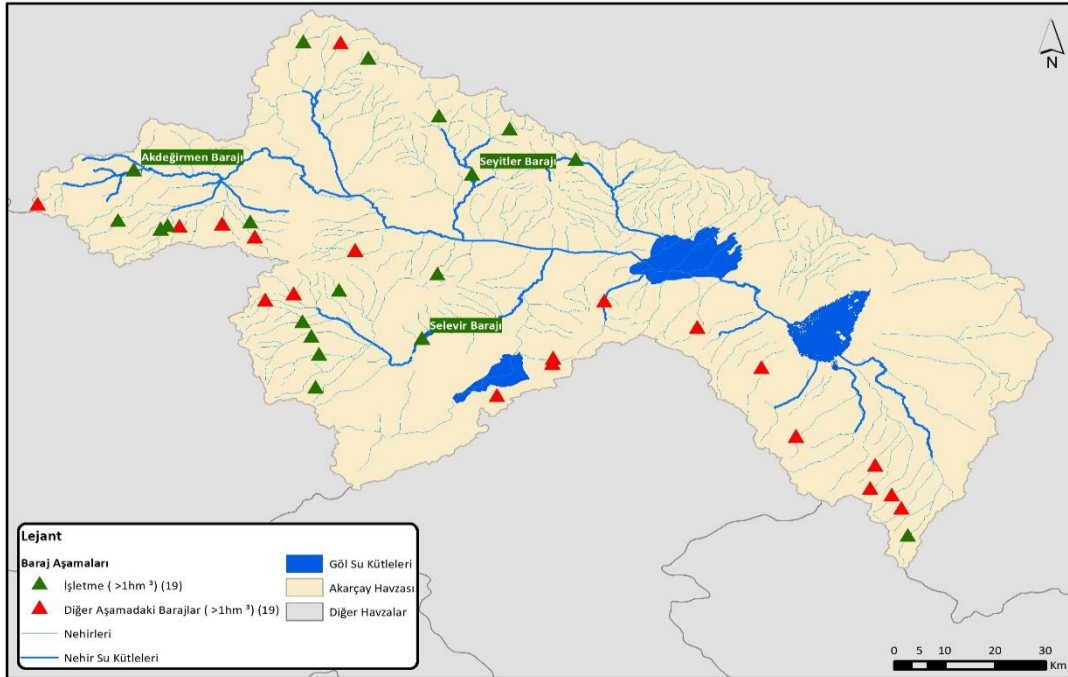 N
Akdeğirmen Barajı
Seyitler Barajı
Selevir Barajı
Lejant
Baraj Aşamaları
İşletme ( >1hm ³) (19)
Diğer Aşamadaki Barajlar ( >1hm ³) (19)
Nehirleri
Nehir Su Kütleleri
Göl Su Kütleleri
Akarçay Havzası
Diğer Havzalar
0 5 10 20 30
Km